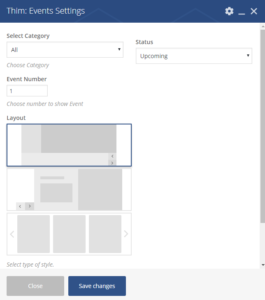 Thim: Events Settings
Select Category
Status
All
Upcoming
Choose Category
Event Number
1
Choose number to show Event
Layout
Select type of style.
Close
Save changes